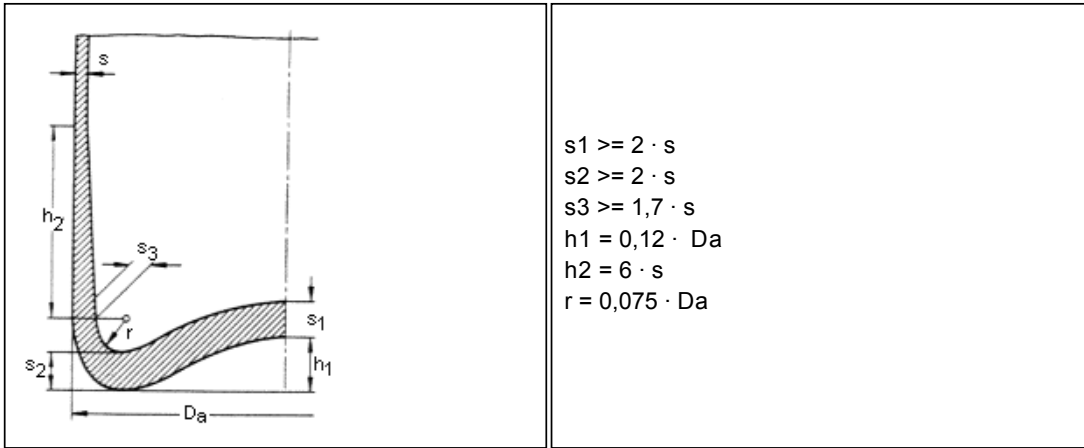 s
h2
s3
r
s1
s2
h1
Da
s1 >= 2 · s
s2 >= 2 · s
s3 >= 1,7 · s
h1 = 0,12 · Da
h2 = 6 · s
r = 0,075 · Da